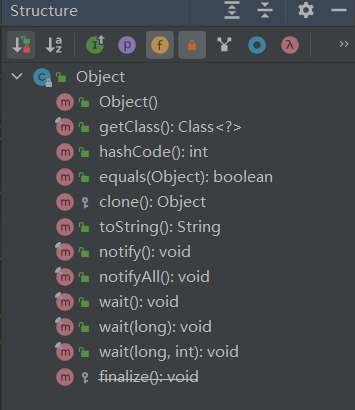 Structure
Object
Object()
getClass(): Class<?>
hashCode(): int
equals(Object): boolean
clone(): Object
toString(): String
notify(): void
notifyAll(): void
wait(): void
wait(long): void
wait(long, int): void
finalize(): void